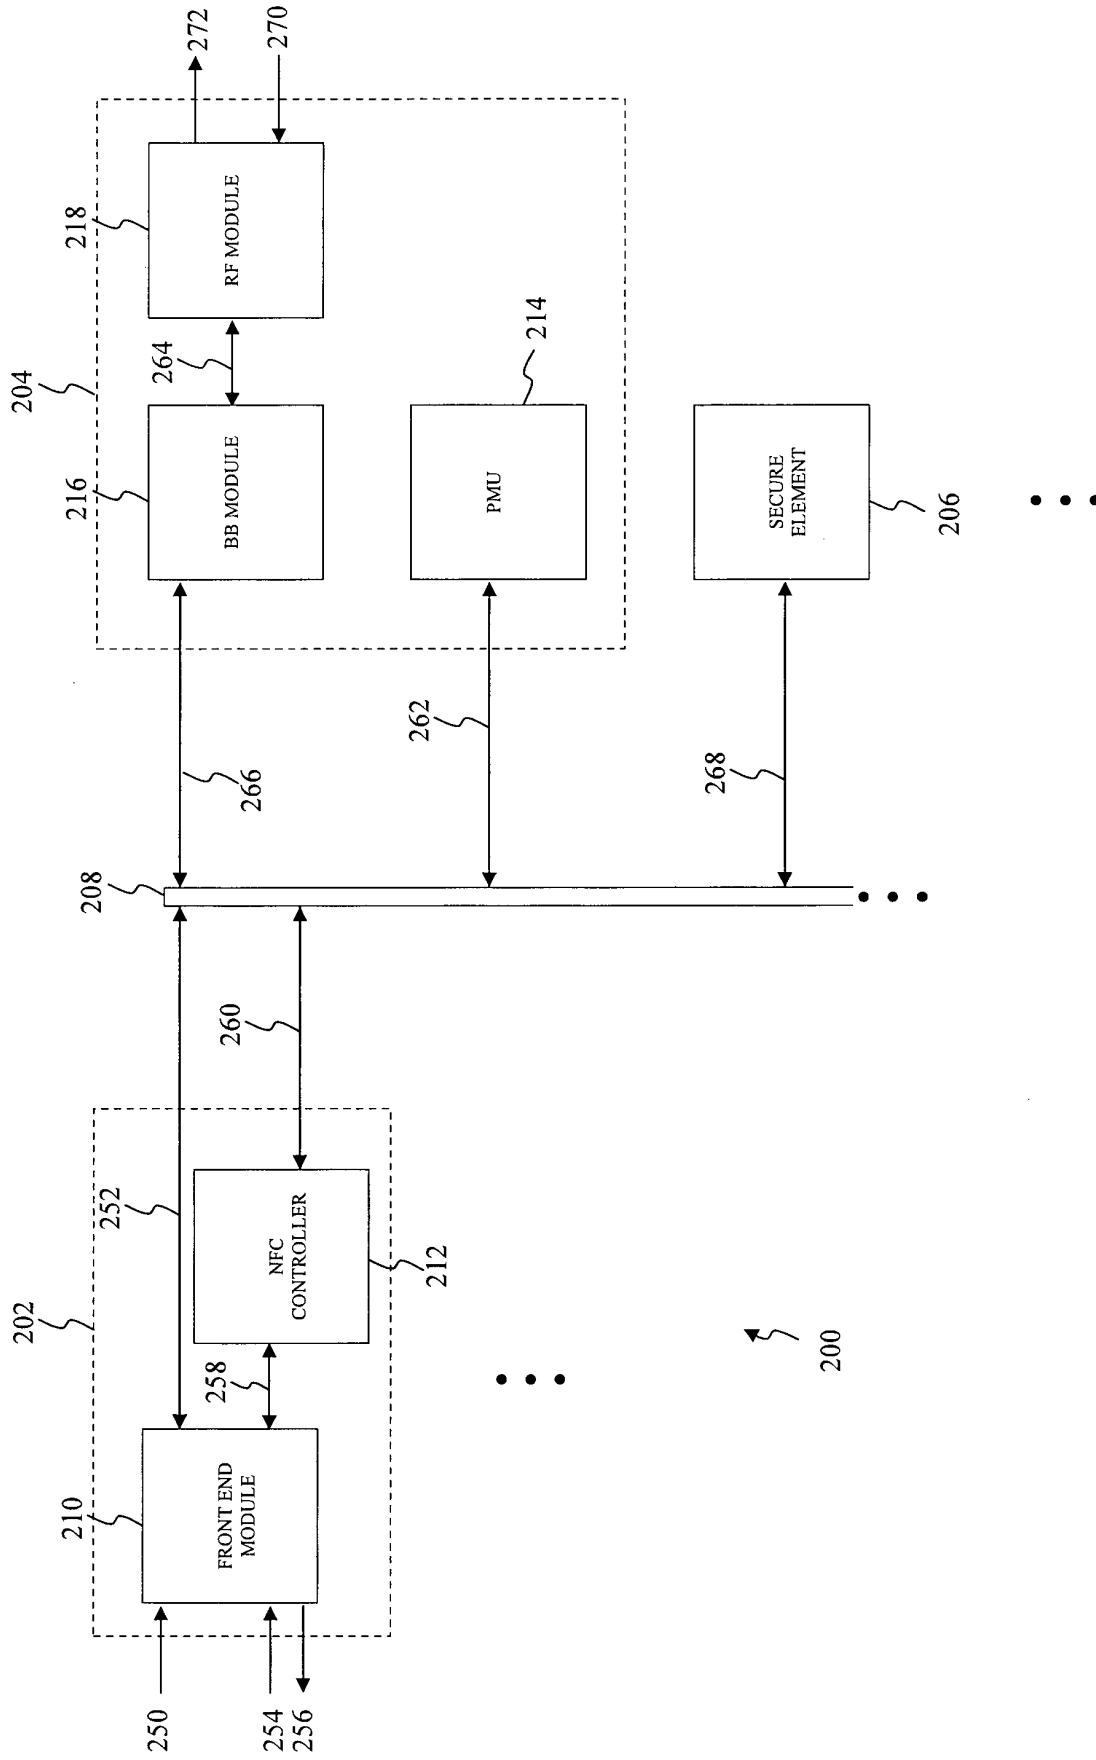 202
204
210
252
208
216
218
272
250
FRONT END
MODULE
258
NFC
CONTROLLER
212
260
266
BB MODULE
264
RF MODULE
270
254
256
262
PMU
214
268
SECURE
ELEMENT
206
200